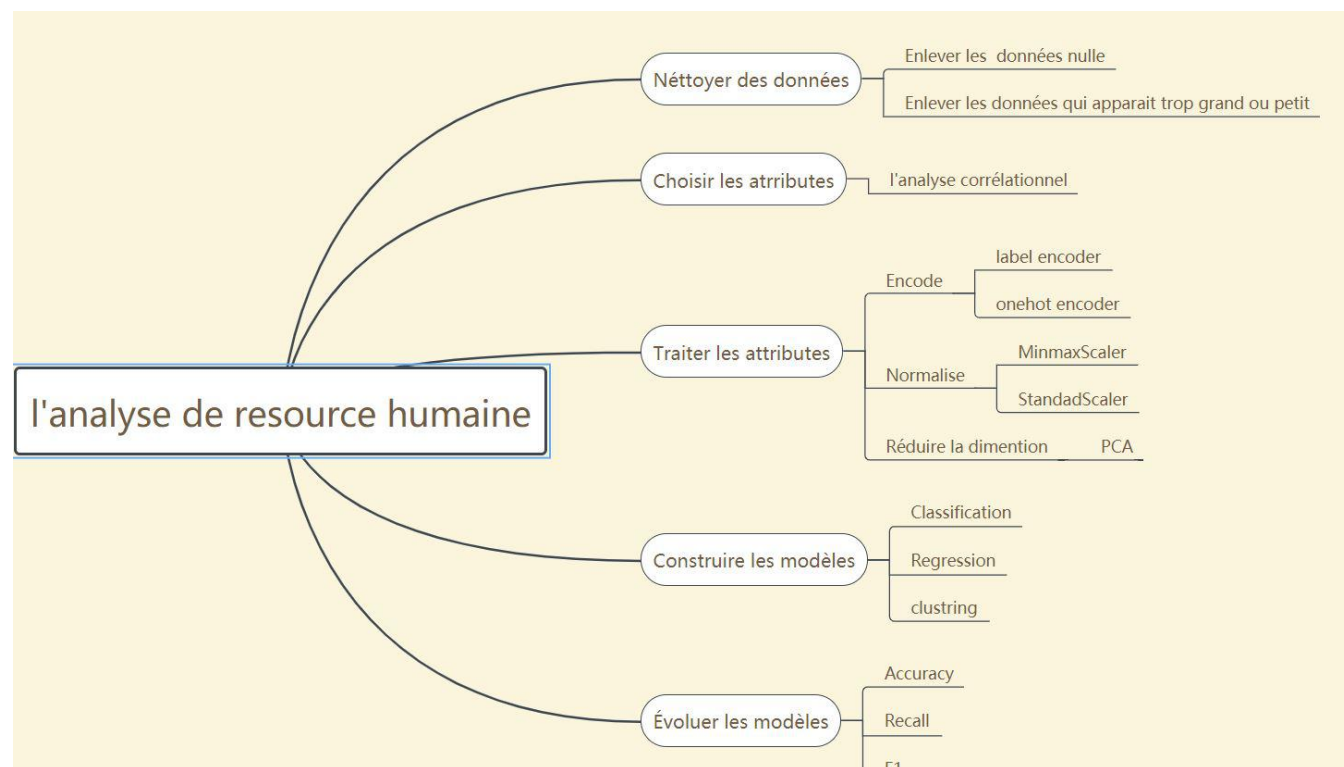 Néttoyer des données
Enlever les données nulle
Enlever les données qui apparait trop grand ou petit
Choisir les atrributes
l'analyse corrélationnel
l'analyse de resource humaine
Traiter les attributes
Encode
label encoder
onehot encoder
Normalise
MinmaxScaler
StandadScaler
Réduire la dimention
PCA
Construire les modèles
Classification
Regression
clustring
Évoluer les modèles
Accuracy
Recall